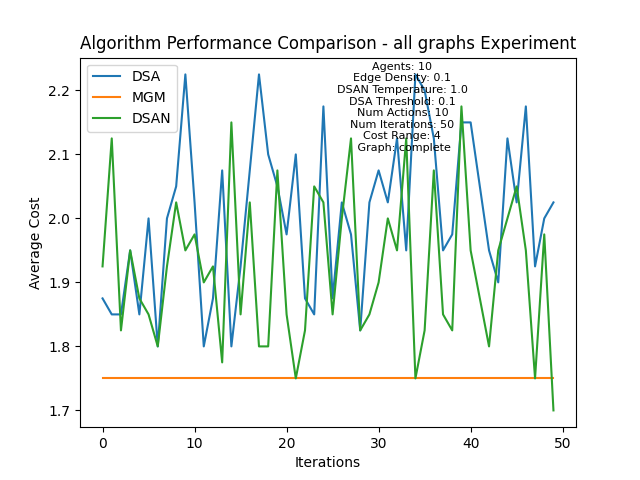 Algorithm Performance Comparison - all graphs Experiment
DSA
MGM
DSAN
Agents: 10
Edge Density: 0.1
DSAN Temperature: 1.0
DSA Threshold: 0.1
Num Actions: 10
Num Iterations: 50
Cost Range: 4
Graph: complete
Average Cost
2.2
2.1
2.0
1.9
1.8
1.7
0 10 20 30 40 50
Iterations